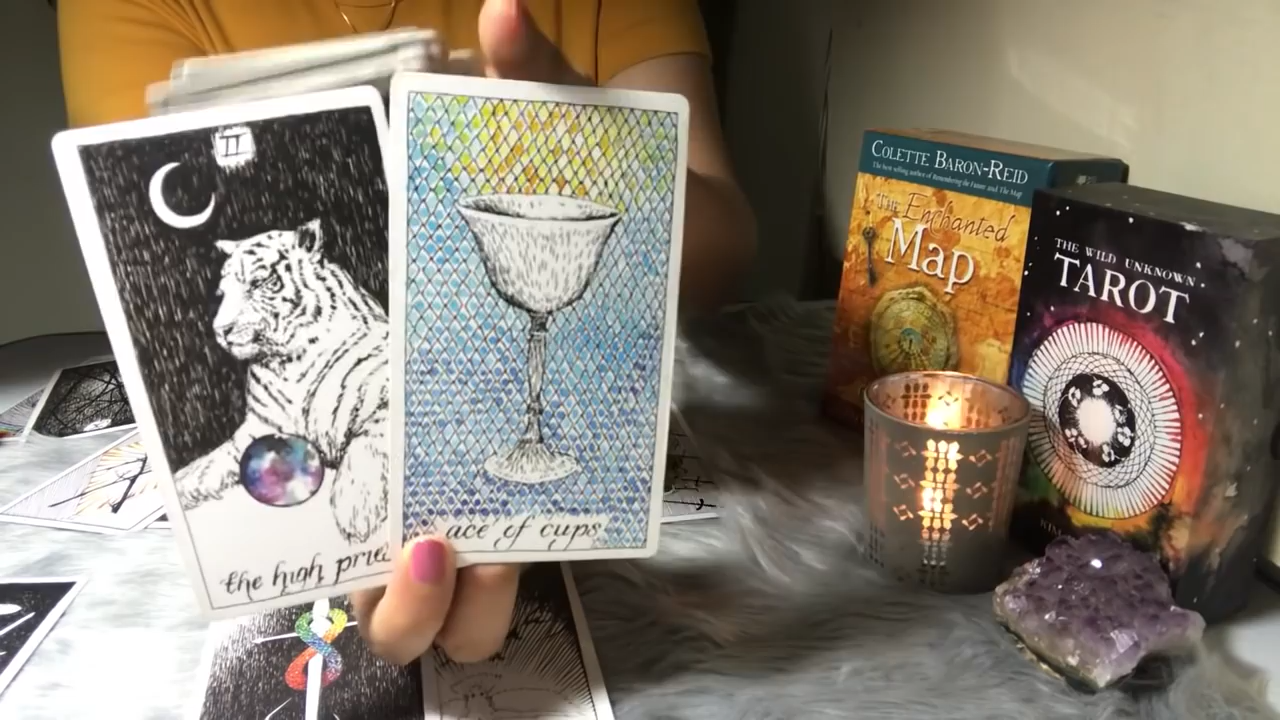 II
the high prie
ace of cups
COLETTE BARON-REID
The best selling author of Remembering the Future and The Map
THE Enchanted
Map
THE WILD UNKNOWN
TAROT
KIM